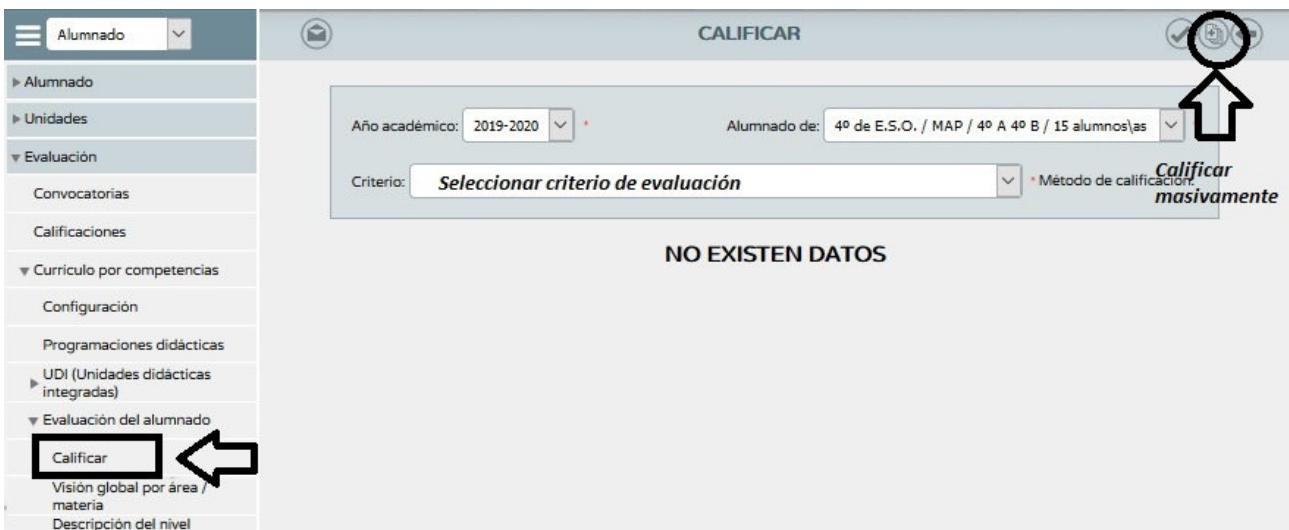 Alumnado
CALIFICAR
Alumnado
Unidades
Evaluación
Convocatorias
Calificaciones
Curriculo por competencias
Configuración
Programaciones didácticas
UDI (Unidades didácticas
integradas)
Evaluación del alumnado
Calificar
Visión global por área /
materia
Descripción del nivel
Año académico: 2019-2020 * Alumnado de: 4º de E.S.O. / MAP / 4º A 4º B / 15 alumnos\as
Criterio: Seleccionar criterio de evaluación * Método de calificación:
Calificar
masivamente
NO EXISTEN DATOS